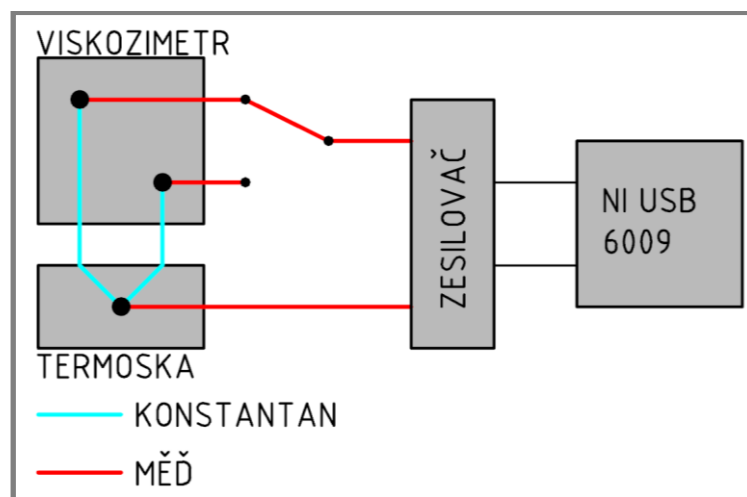 VISKOZIMETR
ZESILOVAČ
NI USB
6009
TERMOSKA
KONSTANTAN
MĚĎ